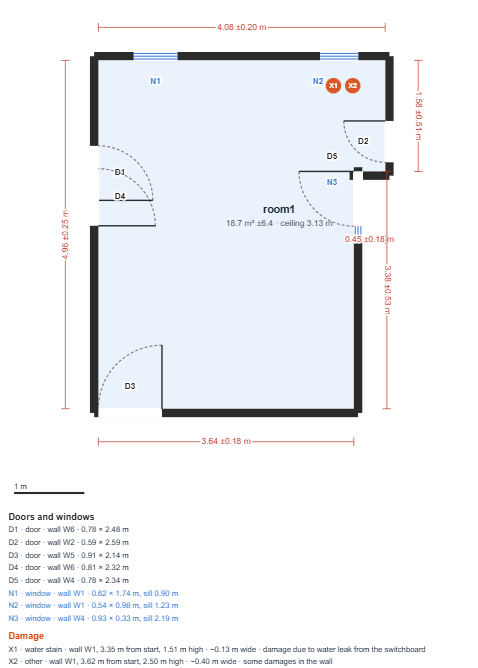 4.08 ±0.20 m
N1
N2
X1
X2
1.58 ±0.51 m
D2
D5
D1
N3
D4
room1
18.7 m² ±6.4 · ceiling 3.13 m
4.96 ±0.25 m
0.45 ±0.18 m
3.38 ±0.53 m
D3
3.64 ±0.18 m
1 m
Doors and windows
D1 · door · wall W6 · 0.78 × 2.48 m
D2 · door · wall W2 · 0.59 × 2.59 m
D3 · door · wall W5 · 0.91 × 2.14 m
D4 · door · wall W6 · 0.81 × 2.32 m
D5 · door · wall W4 · 0.78 × 2.34 m
N1 · window · wall W1 · 0.62 × 1.74 m, sill 0.90 m
N2 · window · wall W1 · 0.54 × 0.98 m, sill 1.23 m
N3 · window · wall W4 · 0.93 × 0.33 m, sill 2.19 m
Damage
X1 · water stain · wall W1, 3.35 m from start, 1.51 m high · ~0.13 m wide · damage due to water leak from the switchboard
X2 · other · wall W1, 3.62 m from start, 2.50 m high · ~0.40 m wide · some damages in the wall